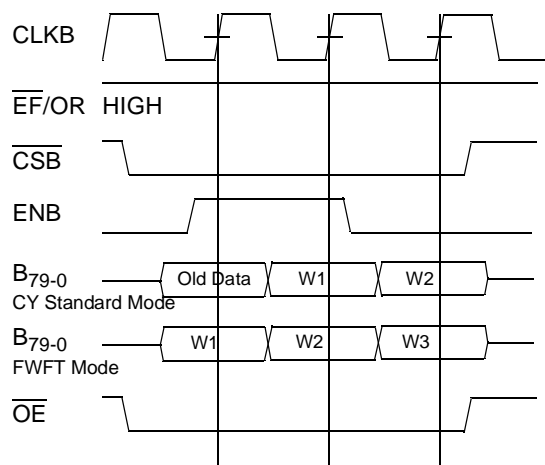 CLKB
EF/OR HIGH
CSB
ENB
B79-0 Old Data W1 W2
CY Standard Mode
B79-0 W1 W2 W3
FWFT Mode
OE